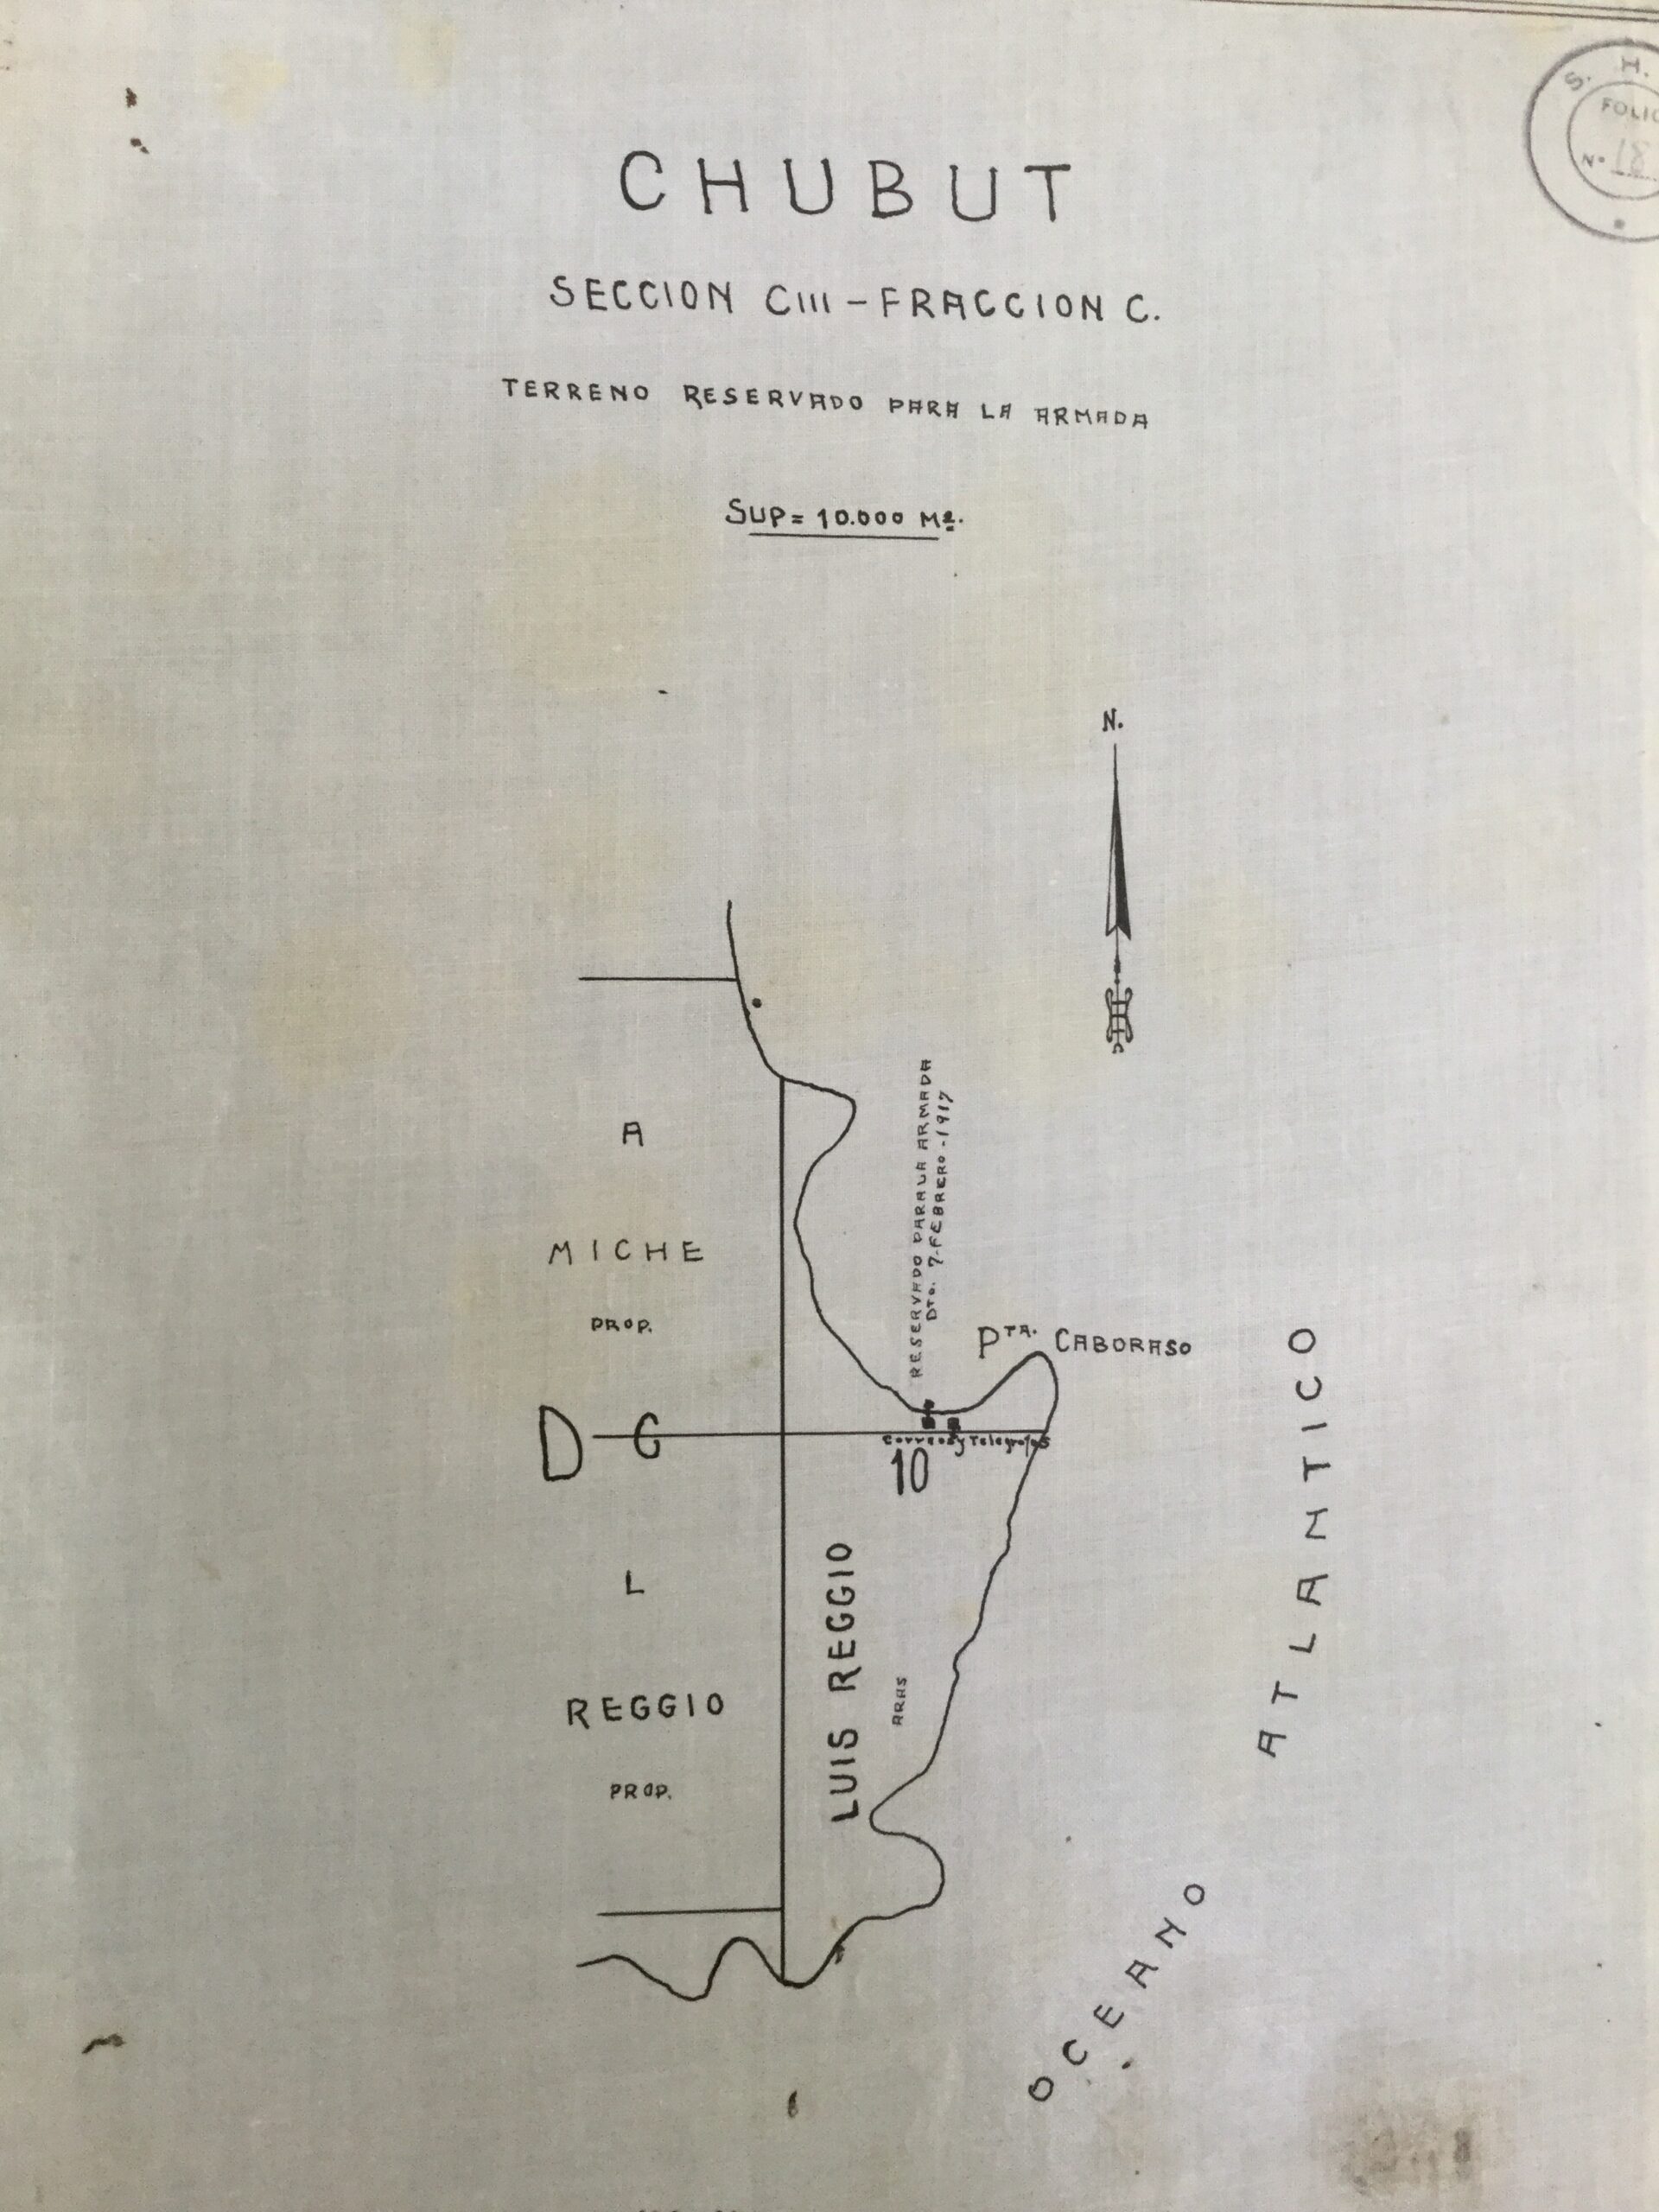 S. H.
FOLIO
Nº 18
CHUBUT
SECCION CIII - FRACCION C.
TERRENO RESERVADO PARA LA ARMADA
SUP = 10.000 M2.
N.
A
MICHE
PROP.
RESERVADO PARA LA ARMADA
DTO. 7-FEBRERO-1917
PTA. CABORASO
D C
Correos y Telegrafos
10
L
REGGIO
PROP.
LUIS REGGIO
OCEANO ATLANTICO